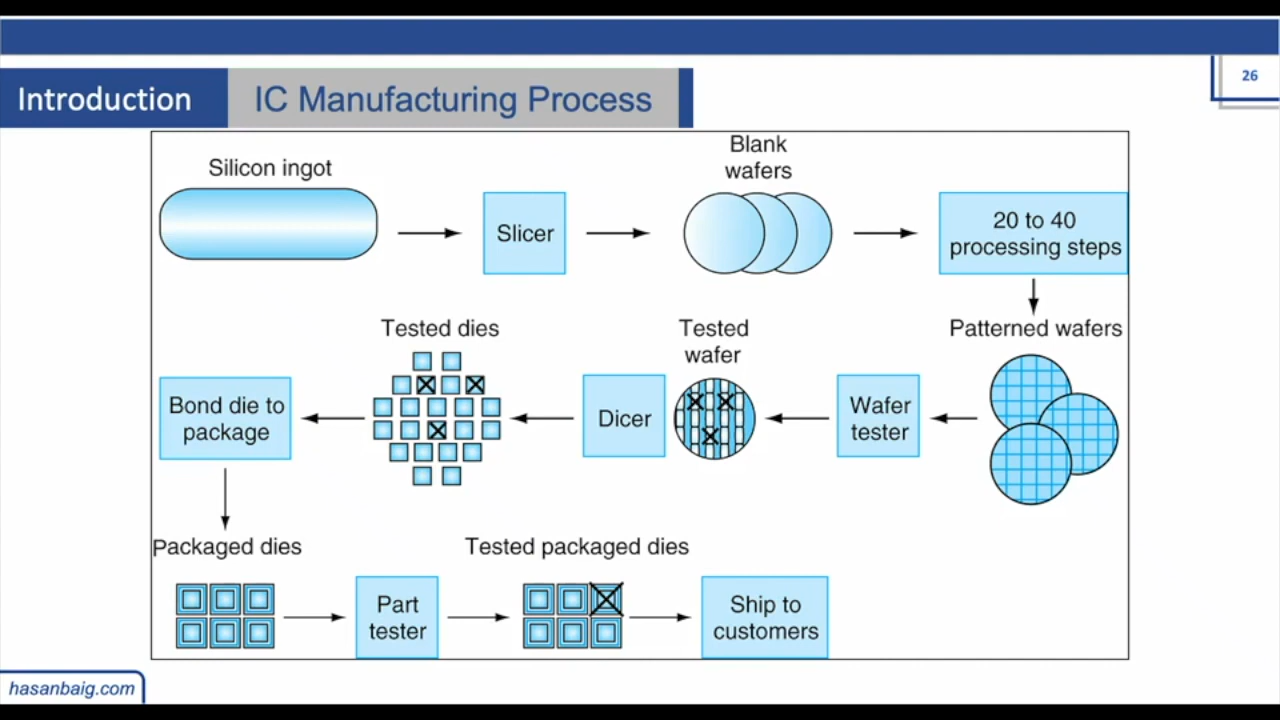 26
Introduction
IC Manufacturing Process
Silicon ingot
Slicer
Blank
wafers
20 to 40
processing steps
Patterned wafers
Wafer
tester
Tested
wafer
Dicer
Tested dies
Bond die to
package
Packaged dies
Part
tester
Tested packaged dies
Ship to
customers
hasanbaig.com